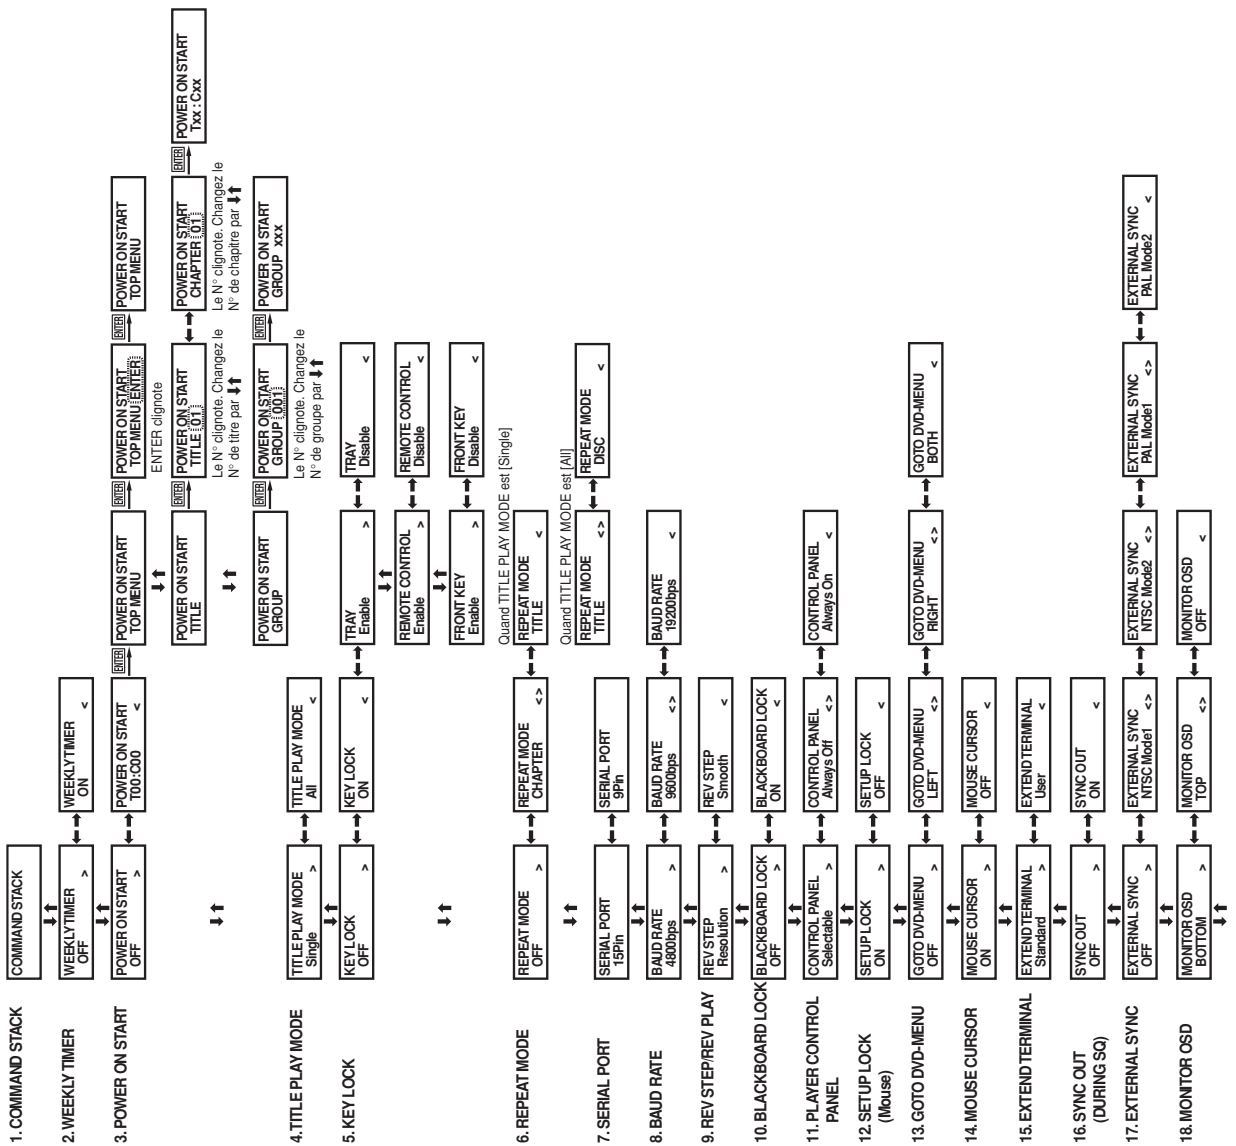 1. COMMAND STACK
COMMAND STACK
2. WEEKLY TIMER
WEEKLY TIMER
OFF >
WEEKLY TIMER
ON <
3. POWER ON START
POWER ON START
OFF >
POWER ON START
T00:C00 <
ENTER
POWER ON START
TOP MENU
ENTER
POWER ON START
TOP MENU ENTER
ENTER clignote
ENTER
POWER ON START
TOP MENU
POWER ON START
TITLE
ENTER
POWER ON START
TITLE 01
Le N° clignote. Changez le
N° de titre par
POWER ON START
CHAPTER 01
Le N° clignote. Changez le
N° de chapitre par
ENTER
POWER ON START
Txx : Cxx
POWER ON START
GROUP
ENTER
POWER ON START
GROUP 001
Le N° clignote. Changez le
N° de groupe par
ENTER
POWER ON START
GROUP xxx
4. TITLE PLAY MODE
TITLE PLAY MODE
Single >
TITLE PLAY MODE
All <
5. KEY LOCK
KEY LOCK
OFF >
KEY LOCK
ON <
TRAY
Enable >
TRAY
Disable <
REMOTE CONTROL
Enable >
REMOTE CONTROL
Disable <
FRONT KEY
Enable >
FRONT KEY
Disable <
6. REPEAT MODE
REPEAT MODE
OFF >
REPEAT MODE
CHAPTER < >
Quand TITLE PLAY MODE est [Single]
REPEAT MODE
TITLE <
Quand TITLE PLAY MODE est [All]
REPEAT MODE
TITLE < >
REPEAT MODE
DISC <
7. SERIAL PORT
SERIAL PORT
15Pin
SERIAL PORT
9Pin
8. BAUD RATE
BAUD RATE
4800bps >
BAUD RATE
9600bps < >
BAUD RATE
19200bps <
9. REV STEP/REV PLAY
REV STEP
Resolution >
REV STEP
Smooth <
10. BLACKBOARD LOCK
BLACKBOARD LOCK
OFF >
BLACKBOARD LOCK
ON <
11. PLAYER CONTROL
PANEL
CONTROL PANEL
Selectable >
CONTROL PANEL
Always Off < >
CONTROL PANEL
Always On <
12. SETUP LOCK
(Mouse)
SETUP LOCK
ON >
SETUP LOCK
OFF <
13. GOTO DVD-MENU
GOTO DVD-MENU
OFF >
GOTO DVD-MENU
LEFT < >
GOTO DVD-MENU
RIGHT < >
GOTO DVD-MENU
BOTH <
14. MOUSE CURSOR
MOUSE CURSOR
ON >
MOUSE CURSOR
OFF <
15. EXTEND TERMINAL
EXTEND TERMINAL
Standard >
EXTEND TERMINAL
User <
16. SYNC OUT
(DURING SQ)
SYNC OUT
OFF >
SYNC OUT
ON <
17. EXTERNAL SYNC
EXTERNAL SYNC
OFF >
EXTERNAL SYNC
NTSC Mode1 < >
EXTERNAL SYNC
NTSC Mode2 < >
EXTERNAL SYNC
PAL Mode1 < >
EXTERNAL SYNC
PAL Mode2 <
18. MONITOR OSD
MONITOR OSD
BOTTOM >
MONITOR OSD
TOP < >
MONITOR OSD
OFF <